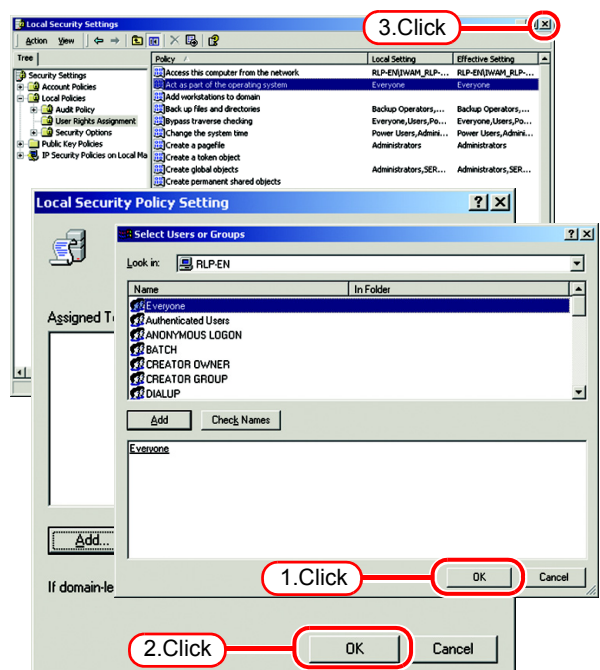 Local Security Settings
3.Click
Action View
Tree
Policy Local Setting Effective Setting
Security Settings
Account Policies
Local Policies
Audit Policy
User Rights Assignment
Security Options
Public Key Policies
IP Security Policies on Local Ma
Access this computer from the network RLP-EN\IWAM_RLP-... RLP-EN\IWAM_RLP-...
Act as part of the operating system Everyone Everyone
Add workstations to domain
Back up files and directories Backup Operators,... Backup Operators,...
Bypass traverse checking Everyone,Users,Po... Everyone,Users,Po...
Change the system time Power Users,Admini... Power Users,Admini...
Create a pagefile Administrators Administrators
Create a token object
Create global objects Administrators,SER... Administrators,SER...
Create permanent shared objects
Local Security Policy Setting
Select Users or Groups
Look in: RLP-EN
Name In Folder
Everyone
Authenticated Users
ANONYMOUS LOGON
BATCH
CREATOR OWNER
CREATOR GROUP
DIALUP
Assigned T
Add Check Names
Everyone
Add...
1.Click
OK Cancel
If domain-le
2.Click
OK Cancel